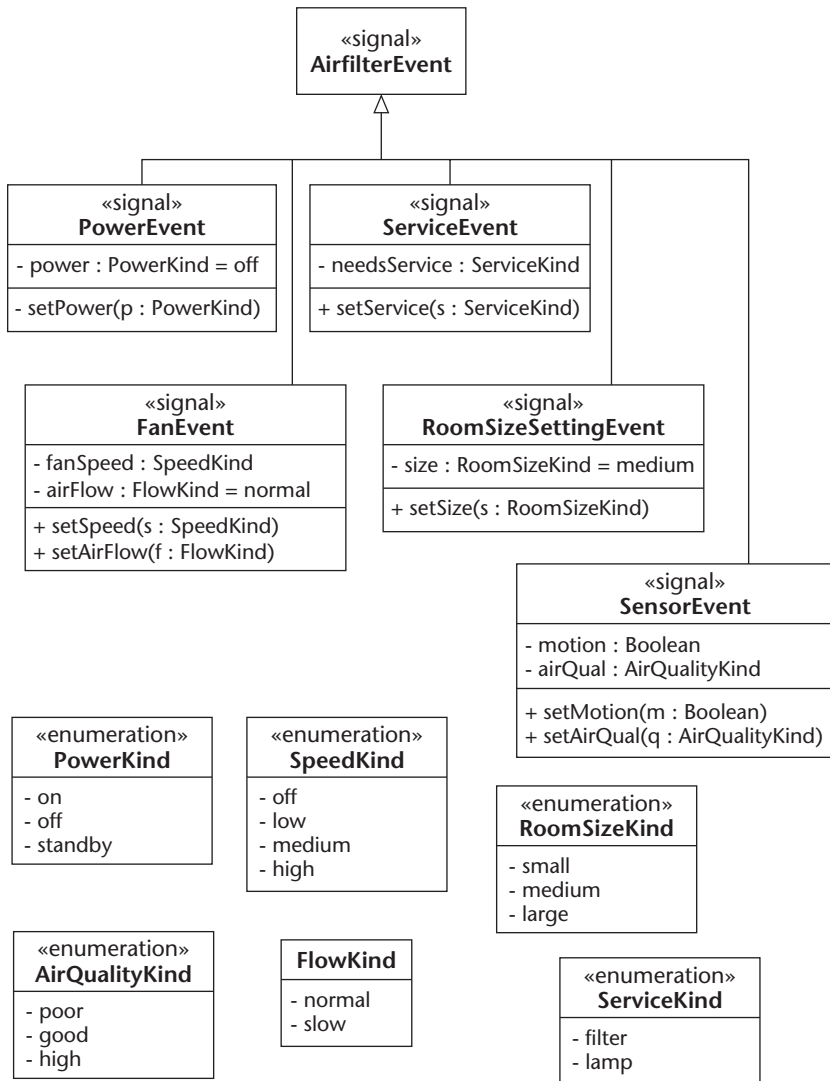 «signal»
AirfilterEvent
«signal»
PowerEvent
- power : PowerKind = off
- setPower(p : PowerKind)
«signal»
ServiceEvent
- needsService : ServiceKind
+ setService(s : ServiceKind)
«signal»
FanEvent
- fanSpeed : SpeedKind
- airFlow : FlowKind = normal
+ setSpeed(s : SpeedKind)
+ setAirFlow(f : FlowKind)
«signal»
RoomSizeSettingEvent
- size : RoomSizeKind = medium
+ setSize(s : RoomSizeKind)
«signal»
SensorEvent
- motion : Boolean
- airQual : AirQualityKind
+ setMotion(m : Boolean)
+ setAirQual(q : AirQualityKind)
«enumeration»
PowerKind
- on
- off
- standby
«enumeration»
SpeedKind
- off
- low
- medium
- high
«enumeration»
RoomSizeKind
- small
- medium
- large
«enumeration»
AirQualityKind
- poor
- good
- high
FlowKind
- normal
- slow
«enumeration»
ServiceKind
- filter
- lamp